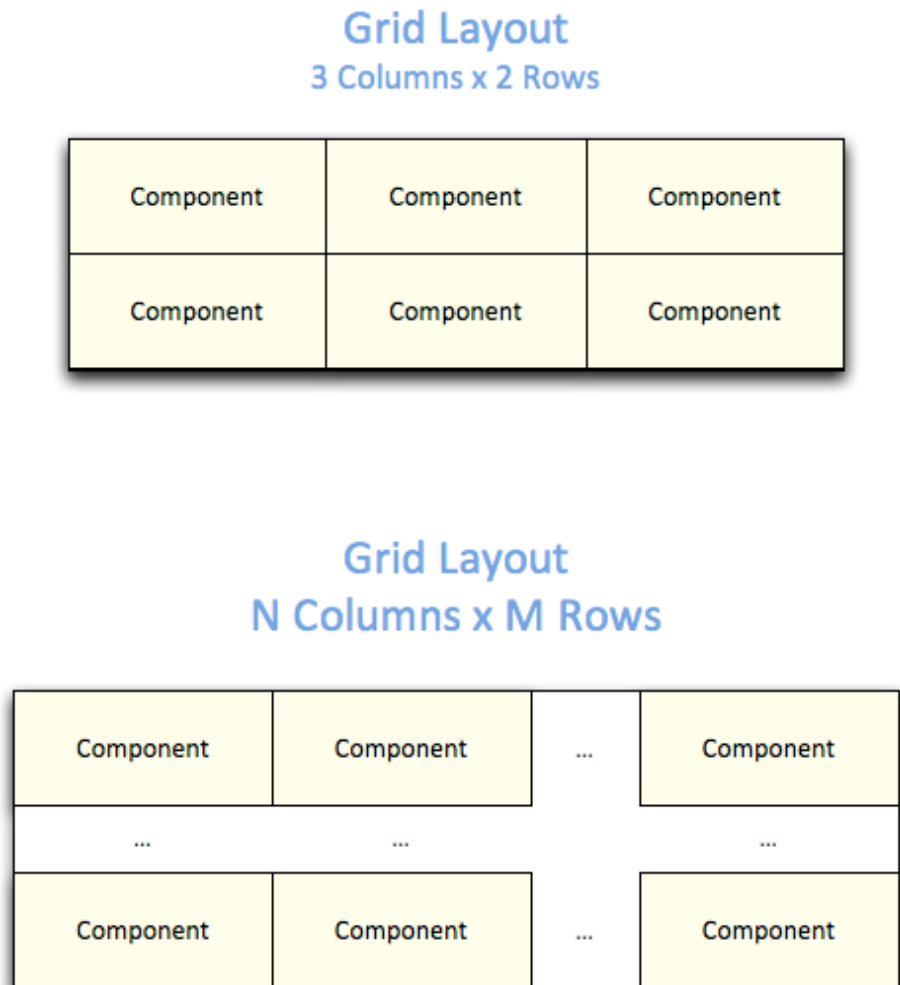 Grid Layout
3 Columns x 2 Rows
Component Component Component
Component Component Component
Grid Layout
N Columns x M Rows
Component Component ... Component
... ... ...
Component Component ... Component